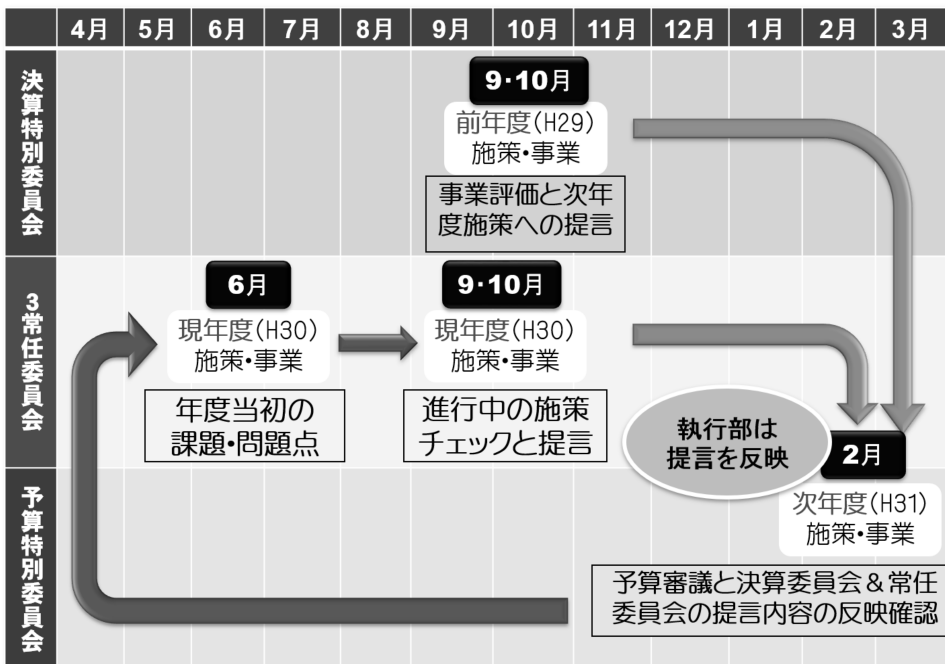 4月 5月 6月 7月 8月 9月 10月 11月 12月 1月 2月 3月
決算特別委員会
9・10月
前年度(H29)
施策・事業
事業評価と次年
度施策への提言
3常任委員会
6月
現年度(H30)
施策・事業
年度当初の
課題・問題点
9・10月
現年度(H30)
施策・事業
進行中の施策
チェックと提言
執行部は
提言を反映
予算特別委員会
2月
次年度(H31)
施策・事業
予算審議と決算委員会&常任
委員会の提言内容の反映確認